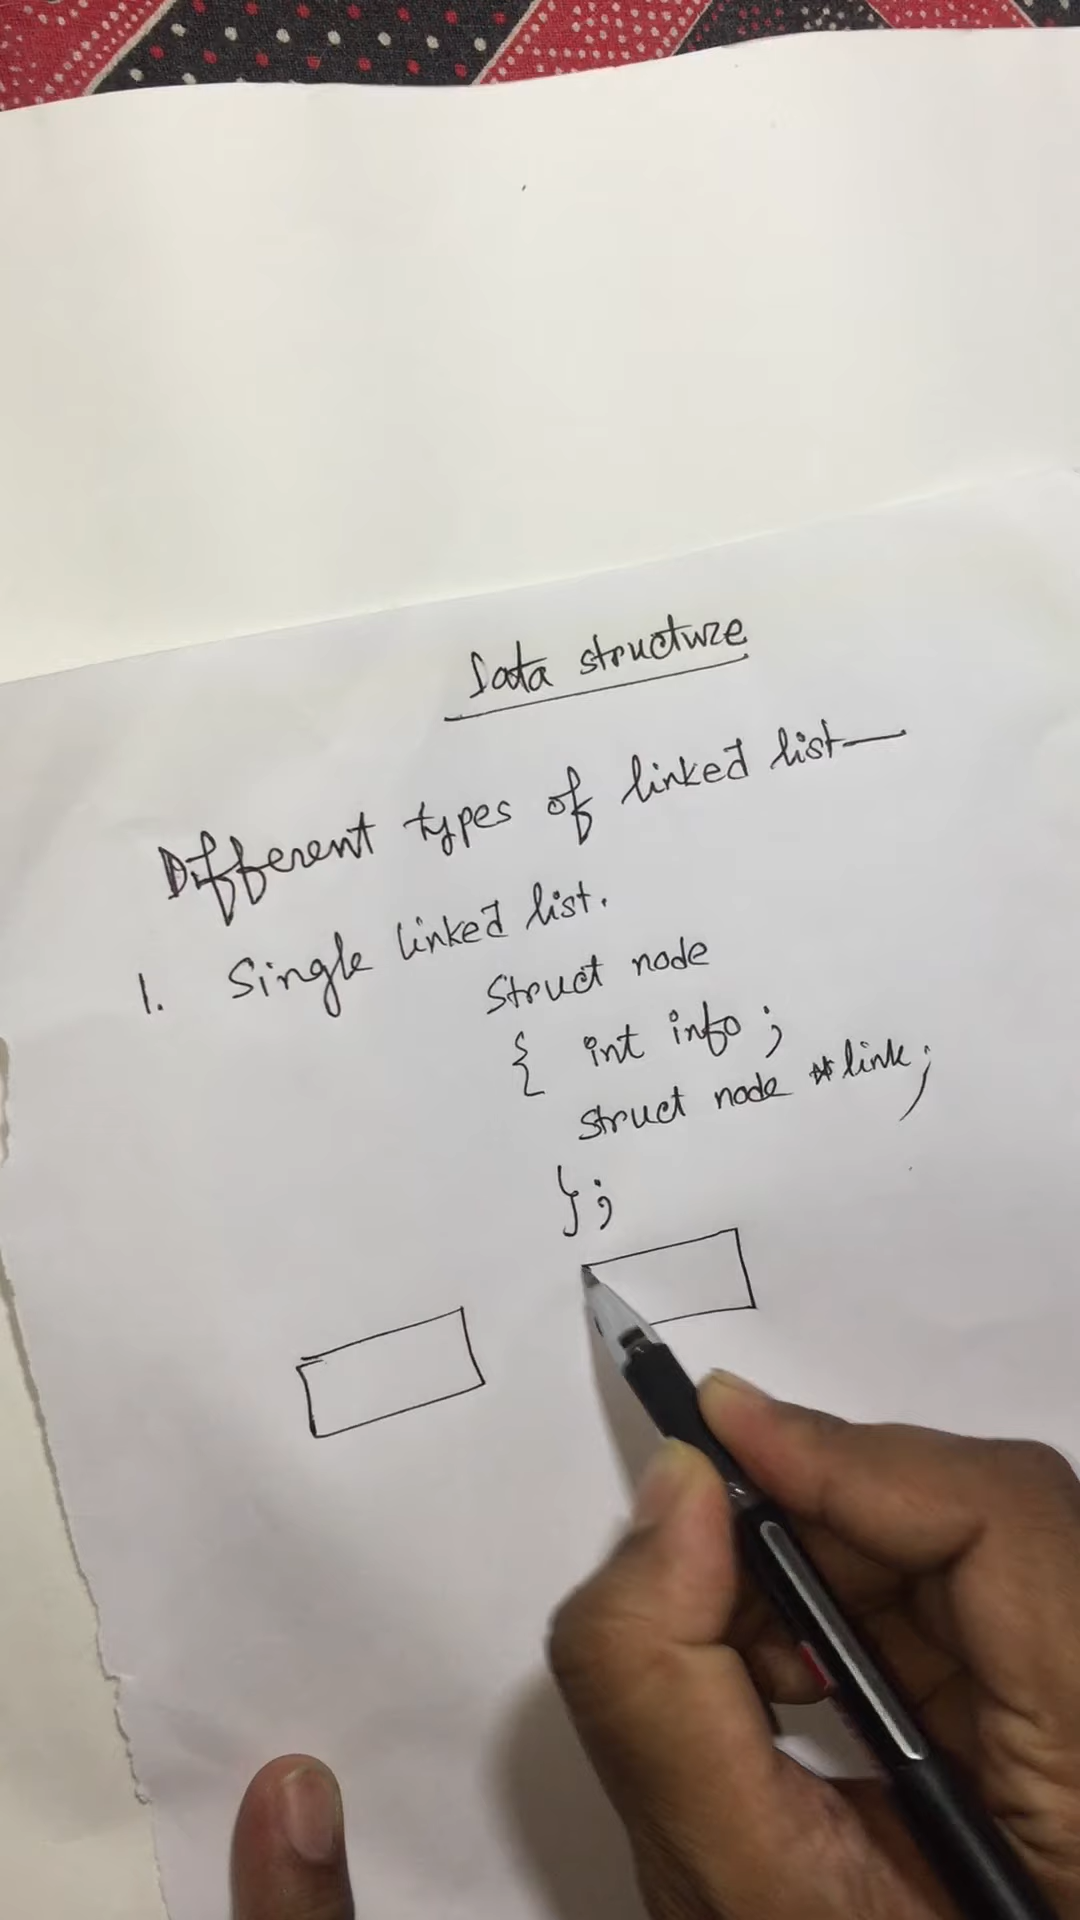 Data structure
Different types of linked list—
1. Single linked list.
Struct node
{ int info;
struct node *link;
};